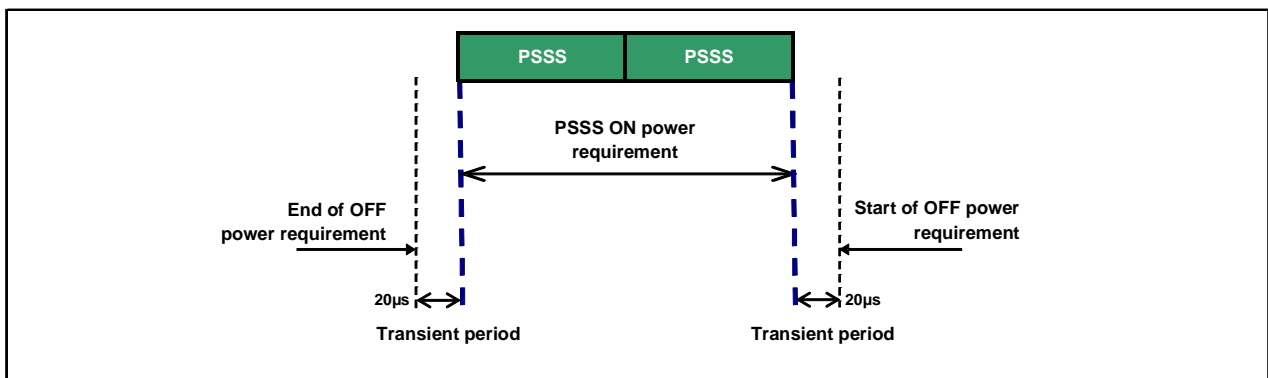 PSSS PSSS
PSSS ON power
requirement
End of OFF
power requirement
Start of OFF power
requirement
20µs
20µs
Transient period
Transient period